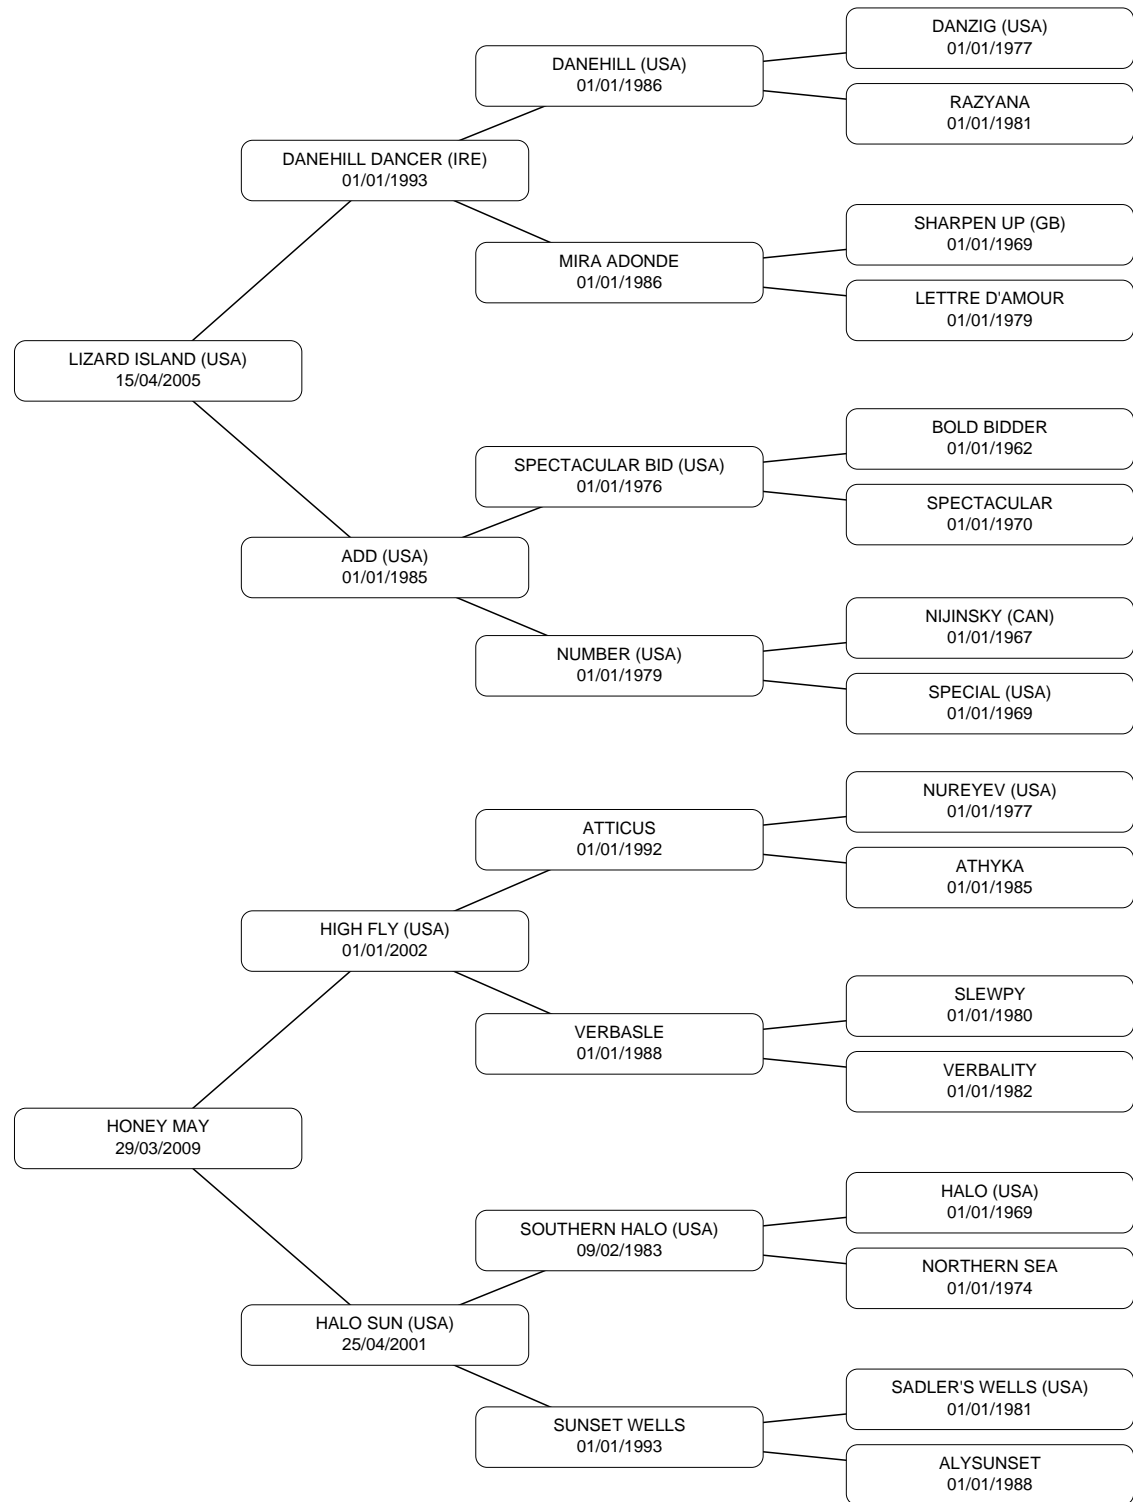 DANZIG (USA)
01/01/1977
DANEHILL (USA)
01/01/1986
RAZYANA
01/01/1981
DANEHILL DANCER (IRE)
01/01/1993
SHARPEN UP (GB)
01/01/1969
MIRA ADONDE
01/01/1986
LETTRE D'AMOUR
01/01/1979
LIZARD ISLAND (USA)
15/04/2005
BOLD BIDDER
01/01/1962
SPECTACULAR BID (USA)
01/01/1976
SPECTACULAR
01/01/1970
ADD (USA)
01/01/1985
NIJINSKY (CAN)
01/01/1967
NUMBER (USA)
01/01/1979
SPECIAL (USA)
01/01/1969
NUREYEV (USA)
01/01/1977
ATTICUS
01/01/1992
ATHYKA
01/01/1985
HIGH FLY (USA)
01/01/2002
SLEWPY
01/01/1980
VERBASLE
01/01/1988
VERBALITY
01/01/1982
HONEY MAY
29/03/2009
HALO (USA)
01/01/1969
SOUTHERN HALO (USA)
09/02/1983
NORTHERN SEA
01/01/1974
HALO SUN (USA)
25/04/2001
SADLER'S WELLS (USA)
01/01/1981
SUNSET WELLS
01/01/1993
ALYSUNSET
01/01/1988